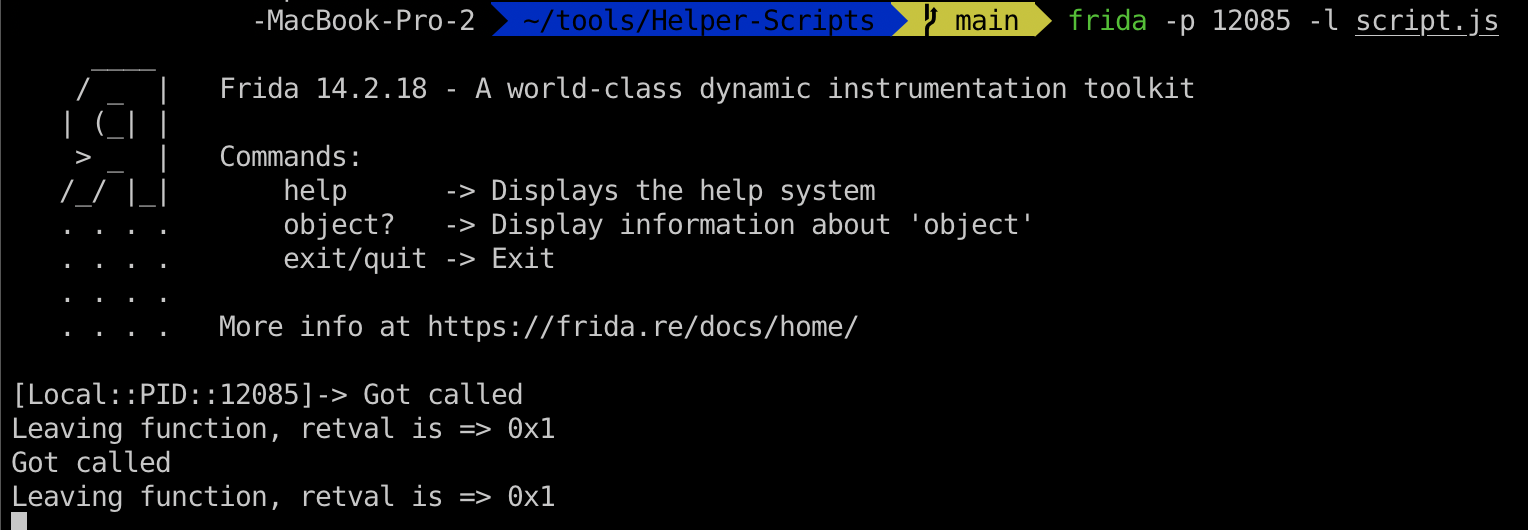 -MacBook-Pro-2 ~/tools/Helper-Scripts main frida -p 12085 -l script.js
    ____
   / _  |   Frida 14.2.18 - A world-class dynamic instrumentation toolkit
  | (_| |
   > _  |   Commands:
  /_/ |_|       help      -> Displays the help system
  . . . .       object?   -> Display information about 'object'
  . . . .       exit/quit -> Exit
  . . . .
  . . . .   More info at https://frida.re/docs/home/
[Local::PID::12085]-> Got called
Leaving function, retval is => 0x1
Got called
Leaving function, retval is => 0x1